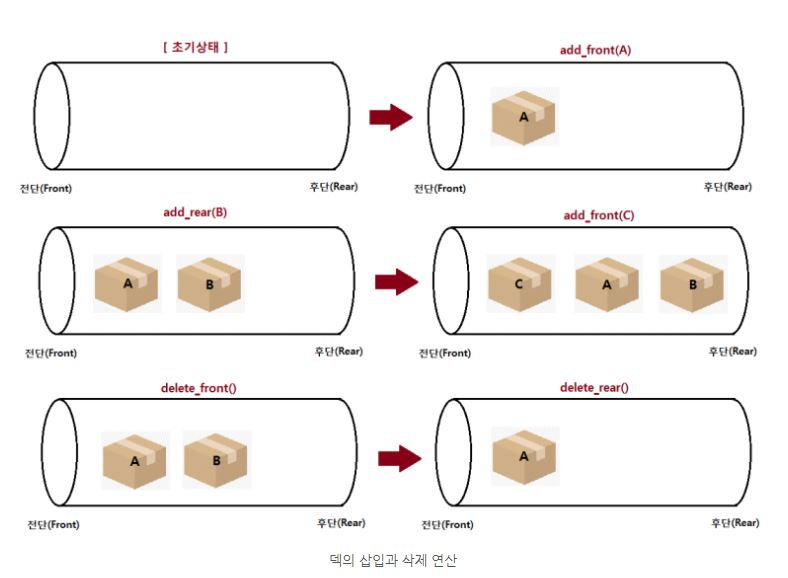 [ 초기상태 ]
전단(Front)
후단(Rear)
add_front(A)
A
전단(Front)
후단(Rear)
add_rear(B)
A B
전단(Front)
후단(Rear)
add_front(C)
C A B
전단(Front)
후단(Rear)
delete_front()
A B
전단(Front)
후단(Rear)
delete_rear()
A
전단(Front)
후단(Rear)
덱의 삽입과 삭제 연산